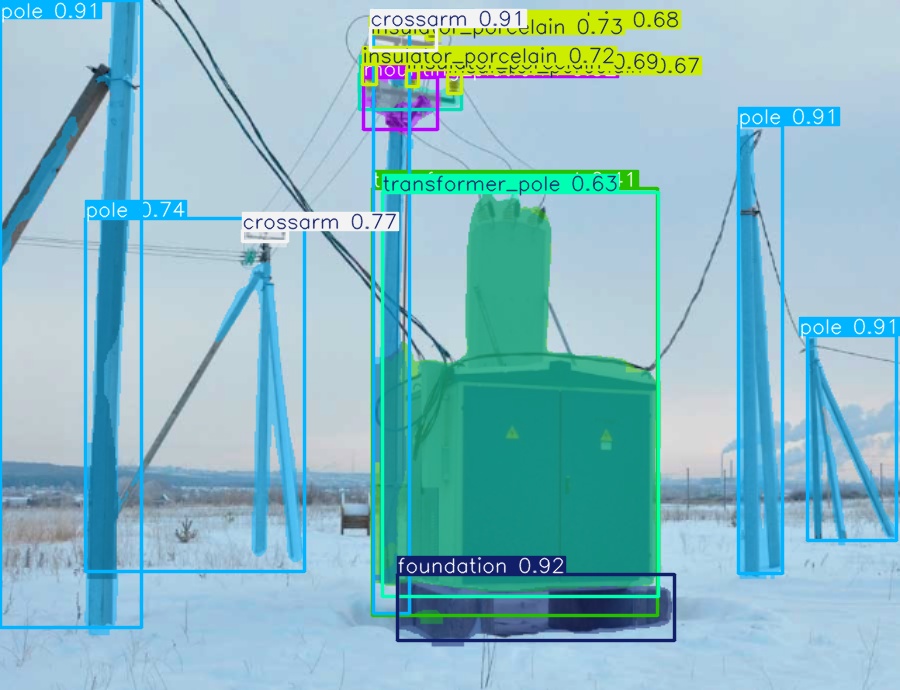 pole 0.91
crossarm 0.91
0.68
insulator_porcelain 0.73
insulator_porcelain 0.72
0.69
0.67
pole 0.91
transformer_pole 0.63
pole 0.74
crossarm 0.77
pole 0.91
foundation 0.92